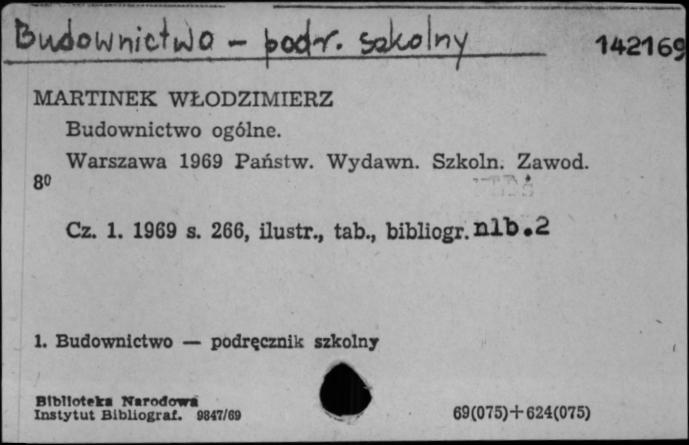 Budownictwo - podr. szkolny
142169
MARTINEK WŁODZIMIERZ
Budownictwo ogólne.
Warszawa 1969 Państw. Wydawn. Szkoln. Zawod.
8⁰
Cz. 1. 1969 s. 266, ilustr., tab., bibliogr. nlb.2
1. Budownictwo — podręcznik szkolny
Biblioteka Narodowa
Instytut Bibliograf. 9847/69
69(075)+624(075)